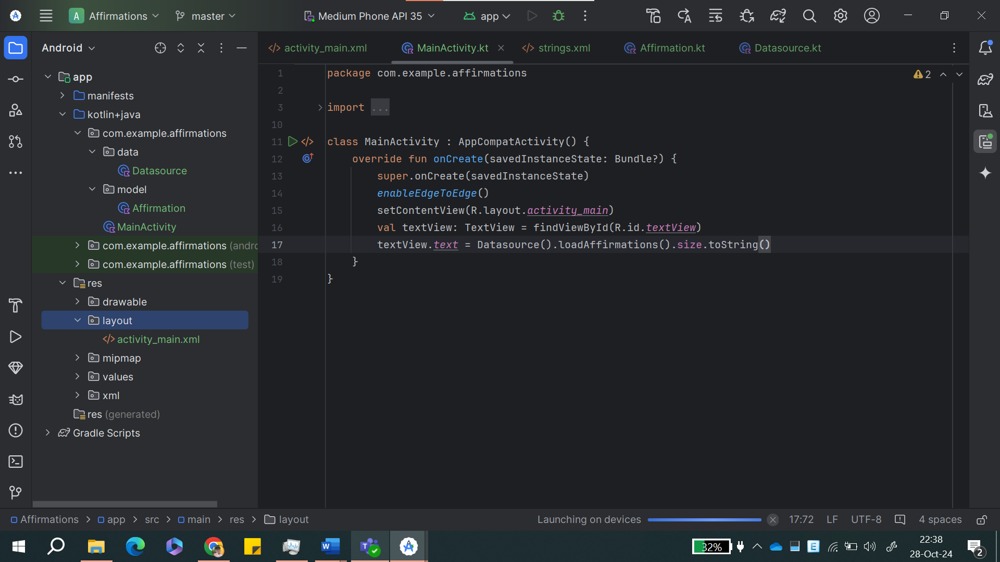 A Affirmations master Medium Phone API 35 app
Android
activity_main.xml MainActivity.kt strings.xml Affirmation.kt Datasource.kt
app
manifests
kotlin+java
com.example.affirmations
data
Datasource
model
Affirmation
MainActivity
com.example.affirmations (andro
com.example.affirmations (test)
res
drawable
layout
activity_main.xml
mipmap
values
xml
res (generated)
Gradle Scripts
1 package com.example.affirmations
2
3 import ...
10
11 class MainActivity : AppCompatActivity() {
12 override fun onCreate(savedInstanceState: Bundle?) {
13 super.onCreate(savedInstanceState)
14 enableEdgeToEdge()
15 setContentView(R.layout.activity_main)
16 val textView: TextView = findViewById(R.id.textView)
17 textView.text = Datasource().loadAffirmations().size.toString()
18 }
19 }
2
Affirmations > app > src > main > res > layout
Launching on devices 17:72 LF UTF-8 4 spaces
32%
22:38
28-Oct-24
2